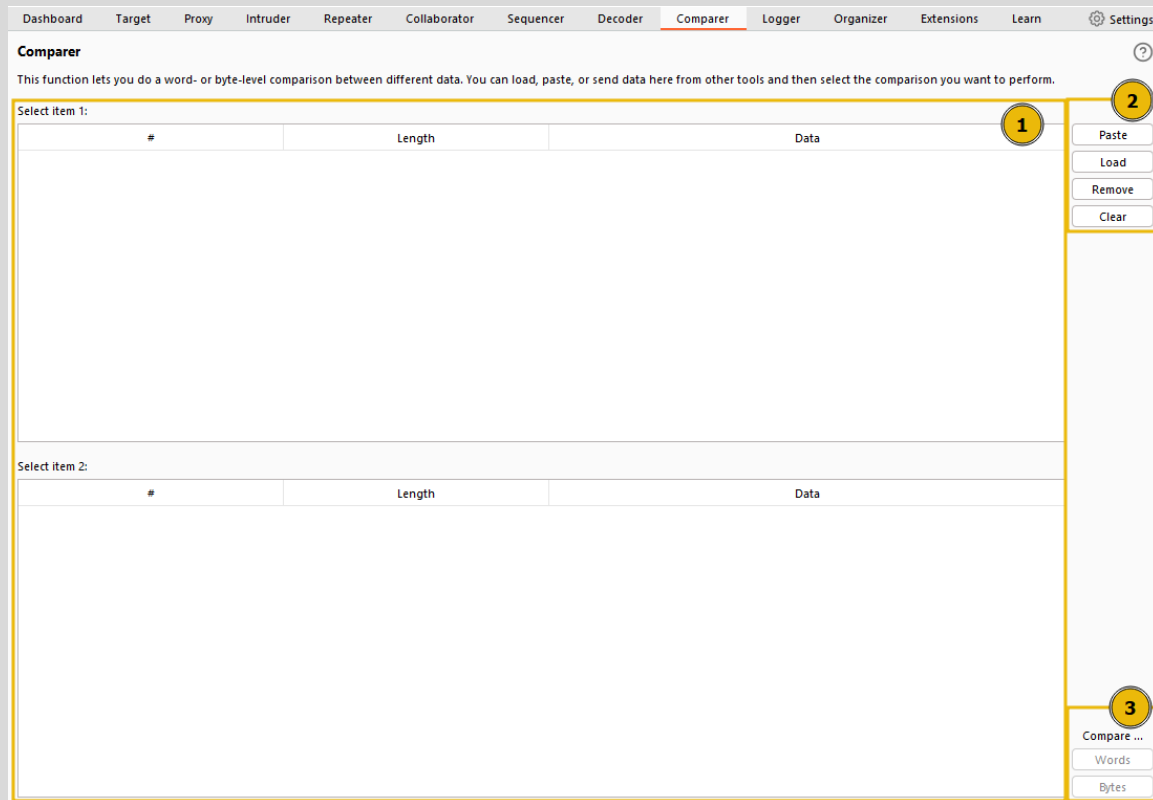 Dashboard Target Proxy Intruder Repeater Collaborator Sequencer Decoder Comparer Logger Organizer Extensions Learn Settings
Comparer
?
This function lets you do a word- or byte-level comparison between different data. You can load, paste, or send data here from other tools and then select the comparison you want to perform.
2
Select item 1:
1
# Length Data
Paste
Load
Remove
Clear
Select item 2:
# Length Data
3
Compare ...
Words
Bytes